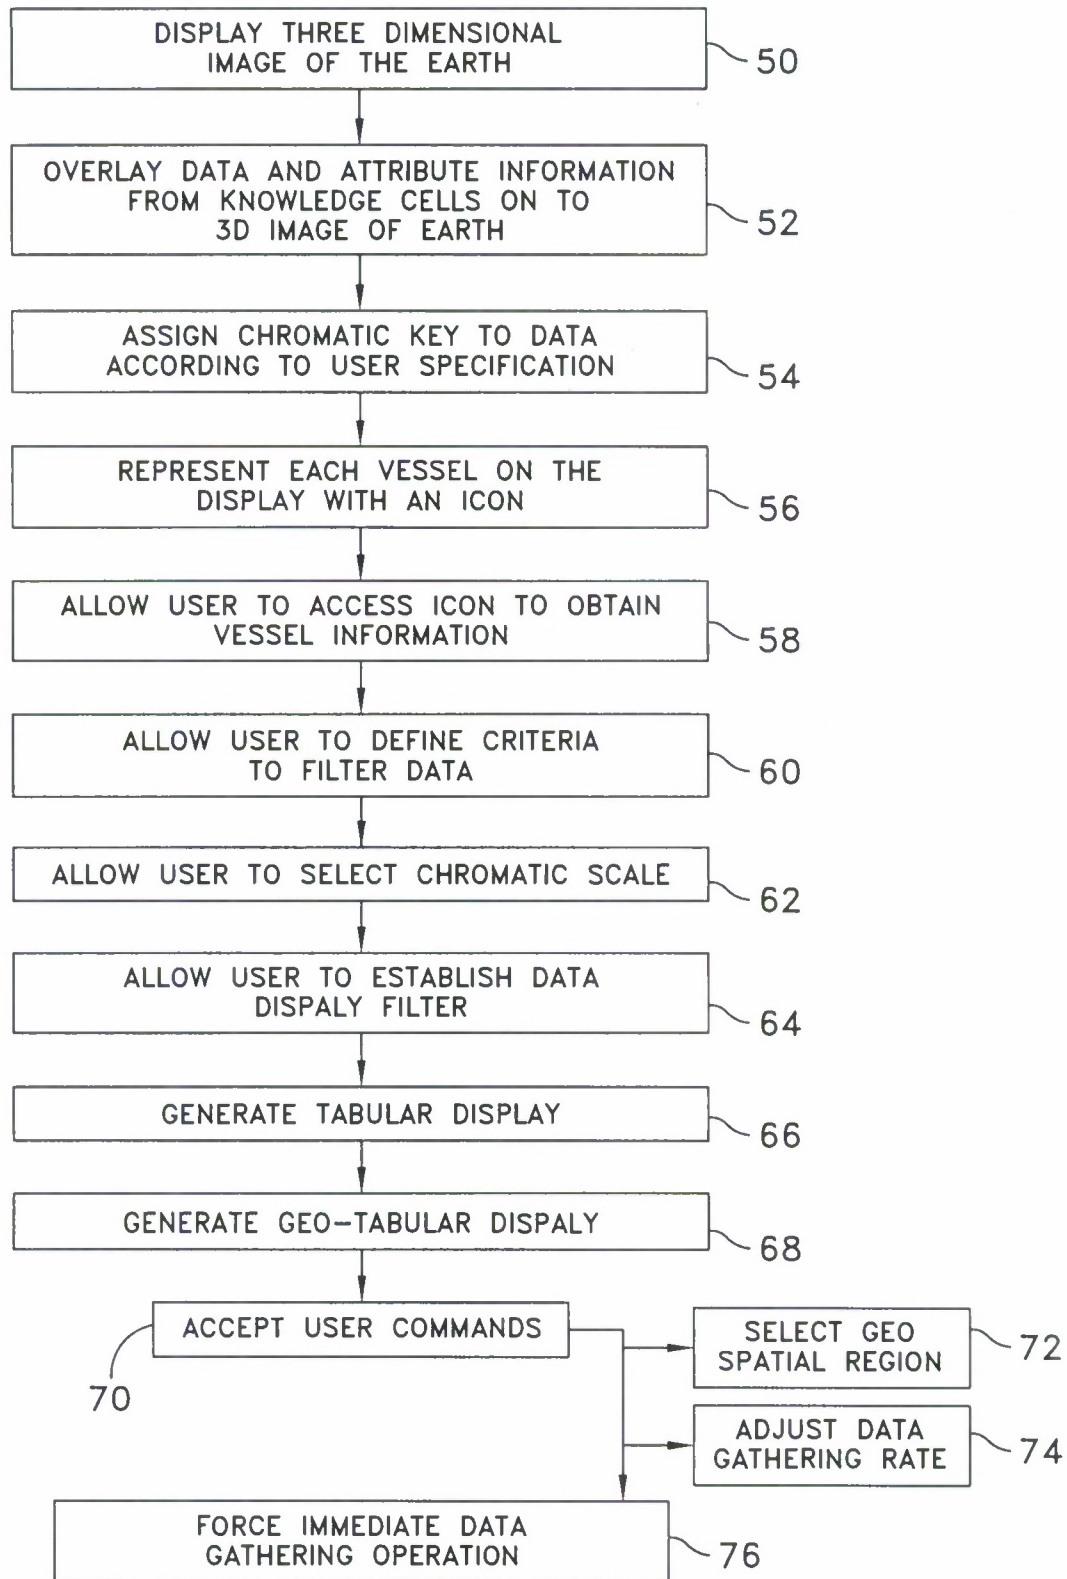 DISPLAY THREE DIMENSIONAL
IMAGE OF THE EARTH
50
OVERLAY DATA AND ATTRIBUTE INFORMATION
FROM KNOWLEDGE CELLS ON TO
3D IMAGE OF EARTH
52
ASSIGN CHROMATIC KEY TO DATA
ACCORDING TO USER SPECIFICATION
54
REPRESENT EACH VESSEL ON THE
DISPLAY WITH AN ICON
56
ALLOW USER TO ACCESS ICON TO OBTAIN
VESSEL INFORMATION
58
ALLOW USER TO DEFINE CRITERIA
TO FILTER DATA
60
ALLOW USER TO SELECT CHROMATIC SCALE
62
ALLOW USER TO ESTABLISH DATA
DISPALY FILTER
64
GENERATE TABULAR DISPLAY
66
GENERATE GEO-TABULAR DISPALY
68
ACCEPT USER COMMANDS
70
SELECT GEO
SPATIAL REGION
72
ADJUST DATA
GATHERING RATE
74
FORCE IMMEDIATE DATA
GATHERING OPERATION
76